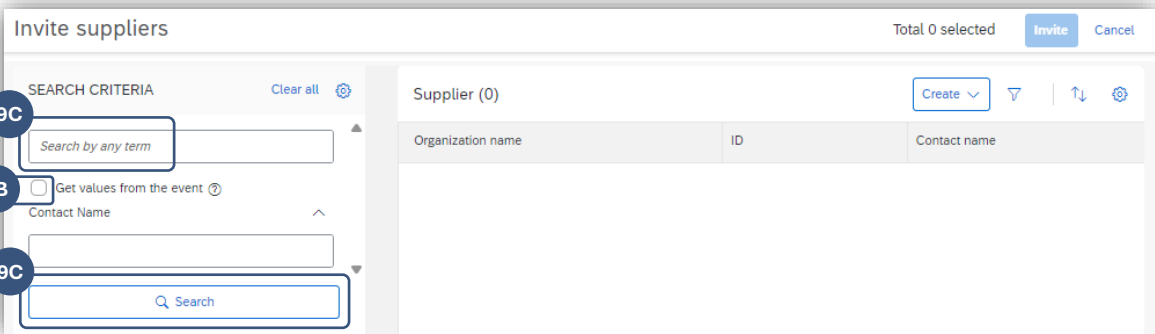 Invite suppliers
Total 0 selected Invite Cancel
SEARCH CRITERIA Clear all
Supplier (0)
Create
9C
Search by any term
Organization name ID Contact name
B
Get values from the event
Contact Name
9C
Search